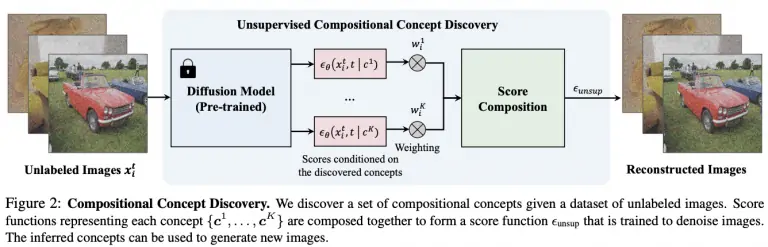 Unsupervised Compositional Concept Discovery
Diffusion Model
(Pre-trained)
ϵθ(xᵢᵗ, t | c¹)
wᵢ¹
...
ϵθ(xᵢᵗ, t | cᴷ)
wᵢᴷ
Weighting
Scores conditioned on
the discovered concepts
Score
Composition
ϵunsup
Unlabeled Images xᵢᵗ
Reconstructed Images
Figure 2: Compositional Concept Discovery. We discover a set of compositional concepts given a dataset of unlabeled images. Score
functions representing each concept {c¹, . . . , cᴷ} are composed together to form a score function ϵunsup that is trained to denoise images.
The inferred concepts can be used to generate new images.